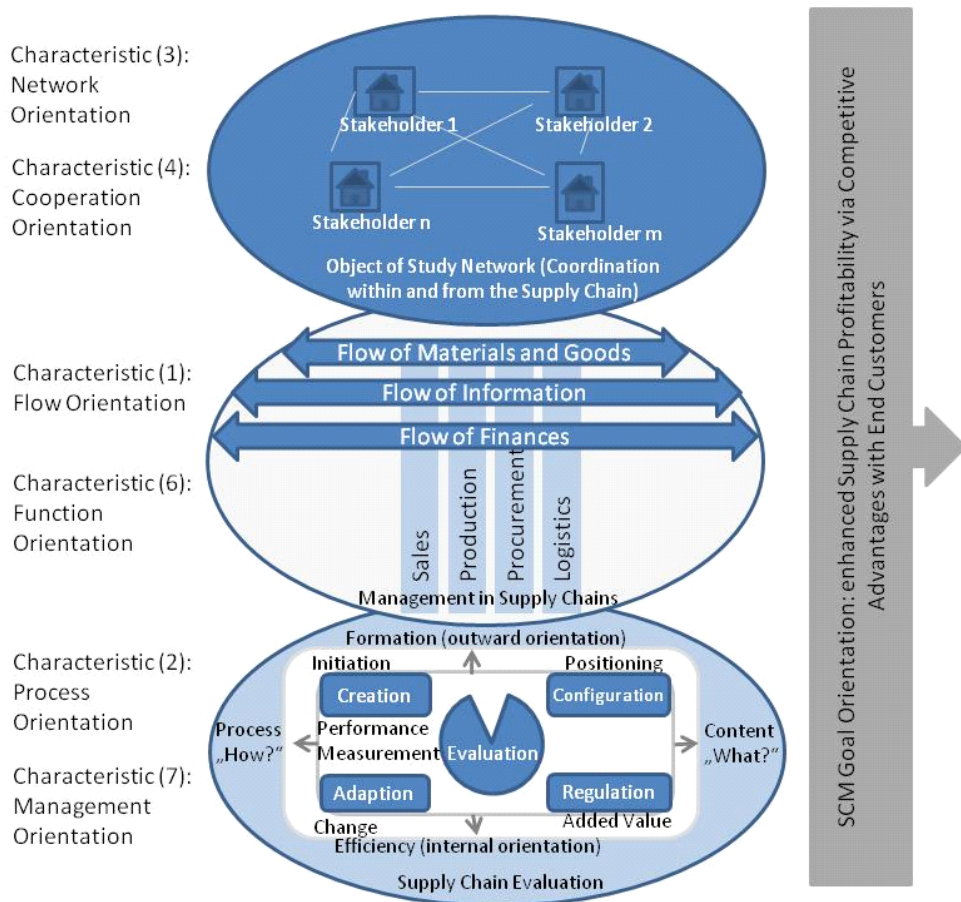 Characteristic (3):
Network
Orientation
Characteristic (4):
Cooperation
Orientation
Stakeholder 1
Stakeholder 2
Stakeholder n
Stakeholder m
Object of Study Network (Coordination
within and from the Supply Chain)
Characteristic (1):
Flow Orientation
Characteristic (6):
Function
Orientation
Flow of Materials and Goods
Flow of Information
Flow of Finances
Sales
Production
Procurement
Logistics
Management in Supply Chains
Characteristic (2):
Process
Orientation
Characteristic (7):
Management
Orientation
Formation (outward orientation)
Initiation
Positioning
Creation
Configuration
Process
„How?"
Performance
Measurement
Evaluation
Content
„What?"
Adaption
Regulation
Change
Added Value
Efficiency (internal orientation)
Supply Chain Evaluation
SCM Goal Orientation: enhanced Supply Chain Profitability via Competitive
Advantages with End Customers